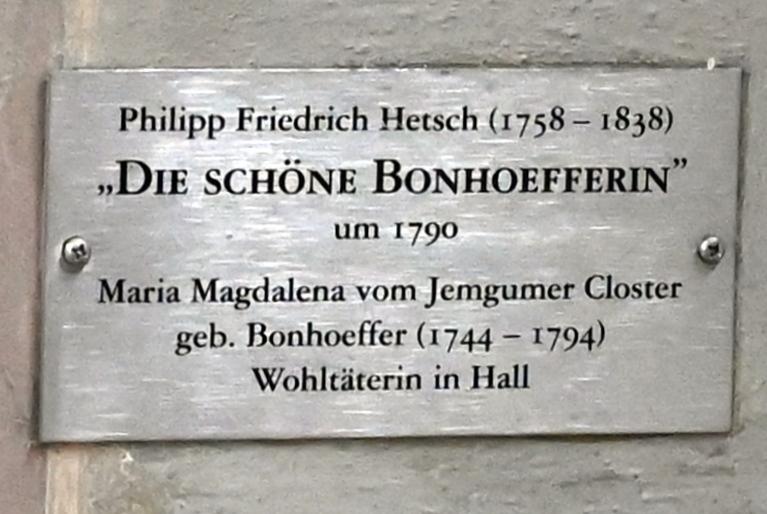 Philipp Friedrich Hetsch (1758 – 1838)
„Die schöne Bonhoefferin”
um 1790
Maria Magdalena vom Jemgumer Closter
geb. Bonhoeffer (1744 – 1794)
Wohltäterin in Hall